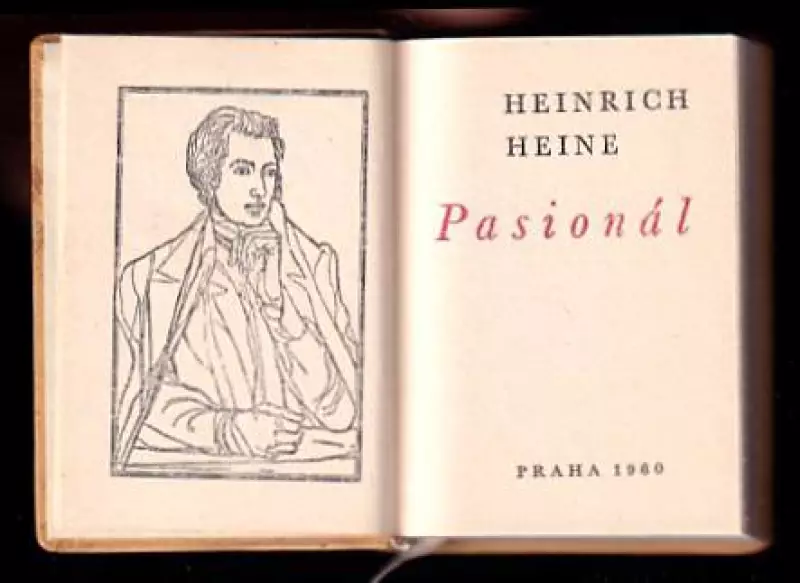 HEINRICH
HEINE
Pasionál
PRAHA 1960